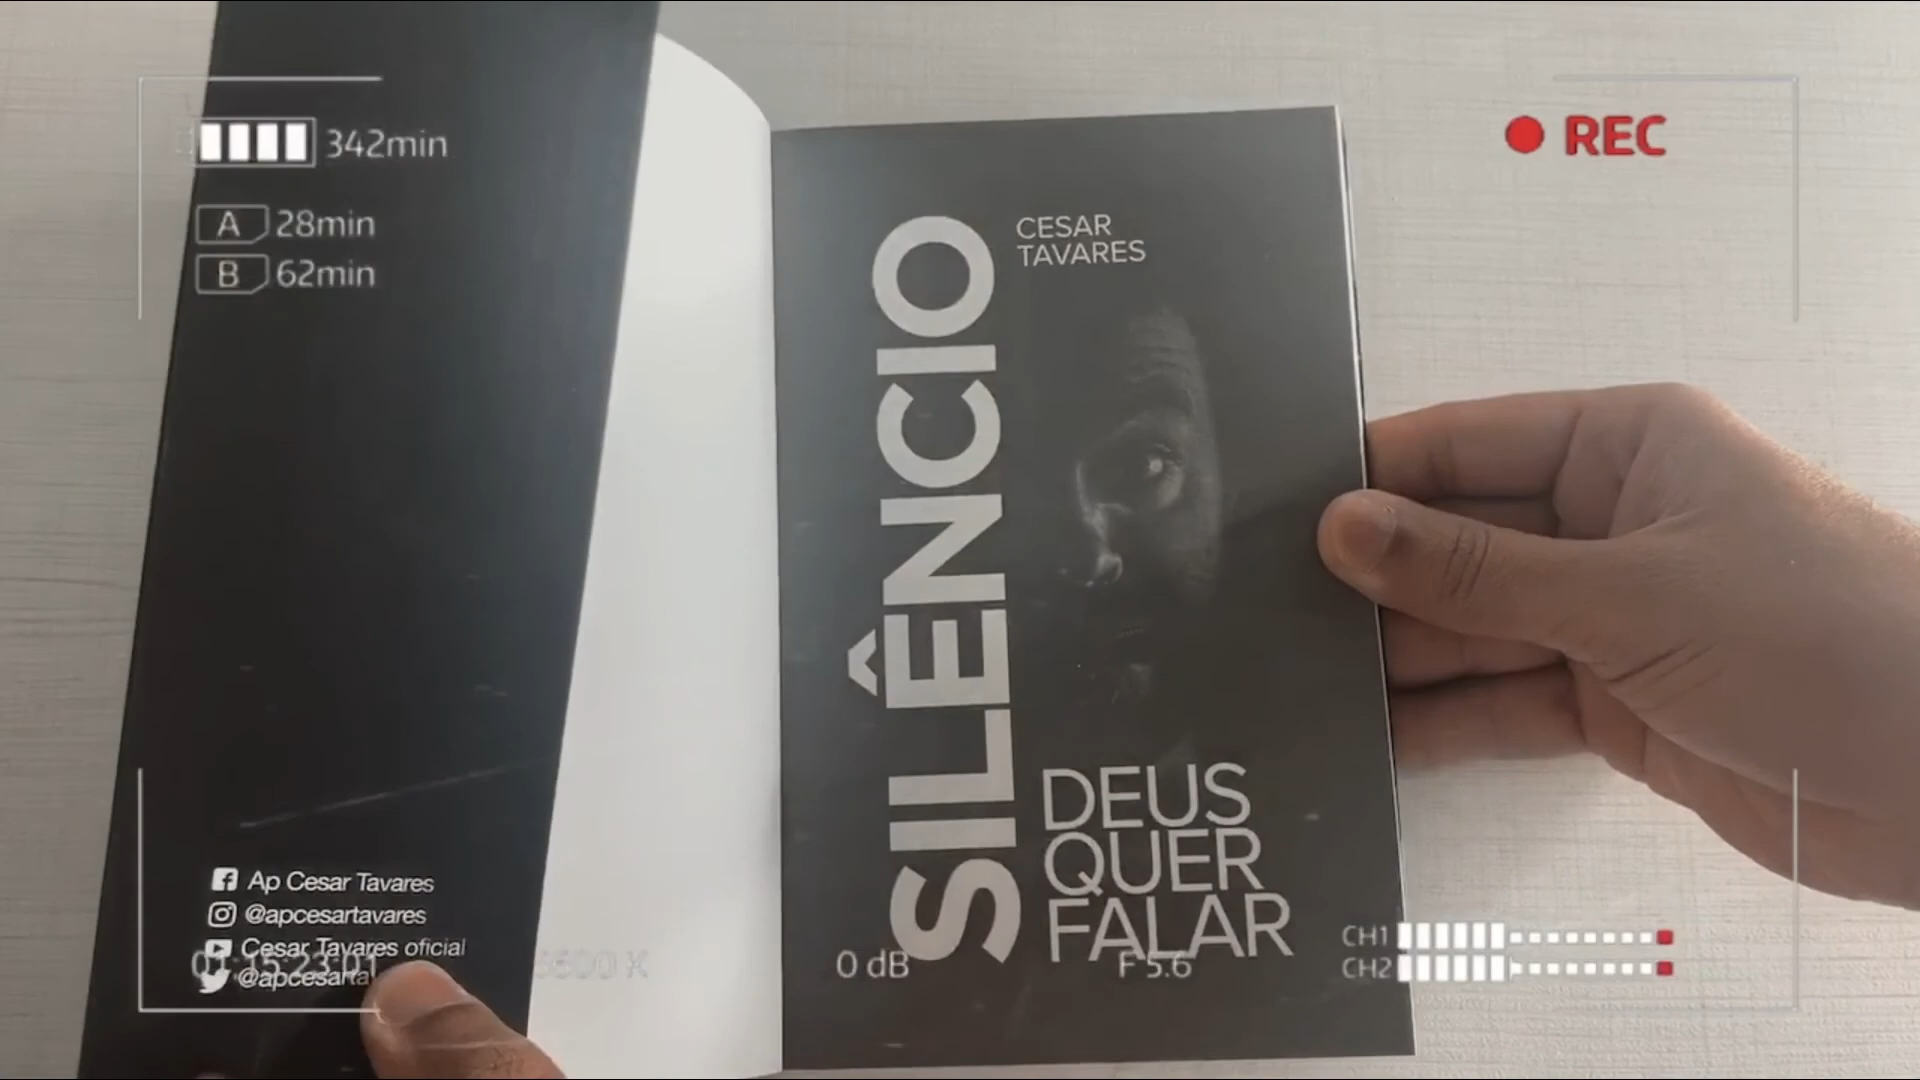 342min
REC
A 28min
B 62min
CESAR
TAVARES
SILÊNCIO
DEUS
QUER
FALAR
Ap Cesar Tavares
@apcesartavares
Cesar Tavares oficial
@apcesarta
0 dB
F 5.6
CH1
CH2